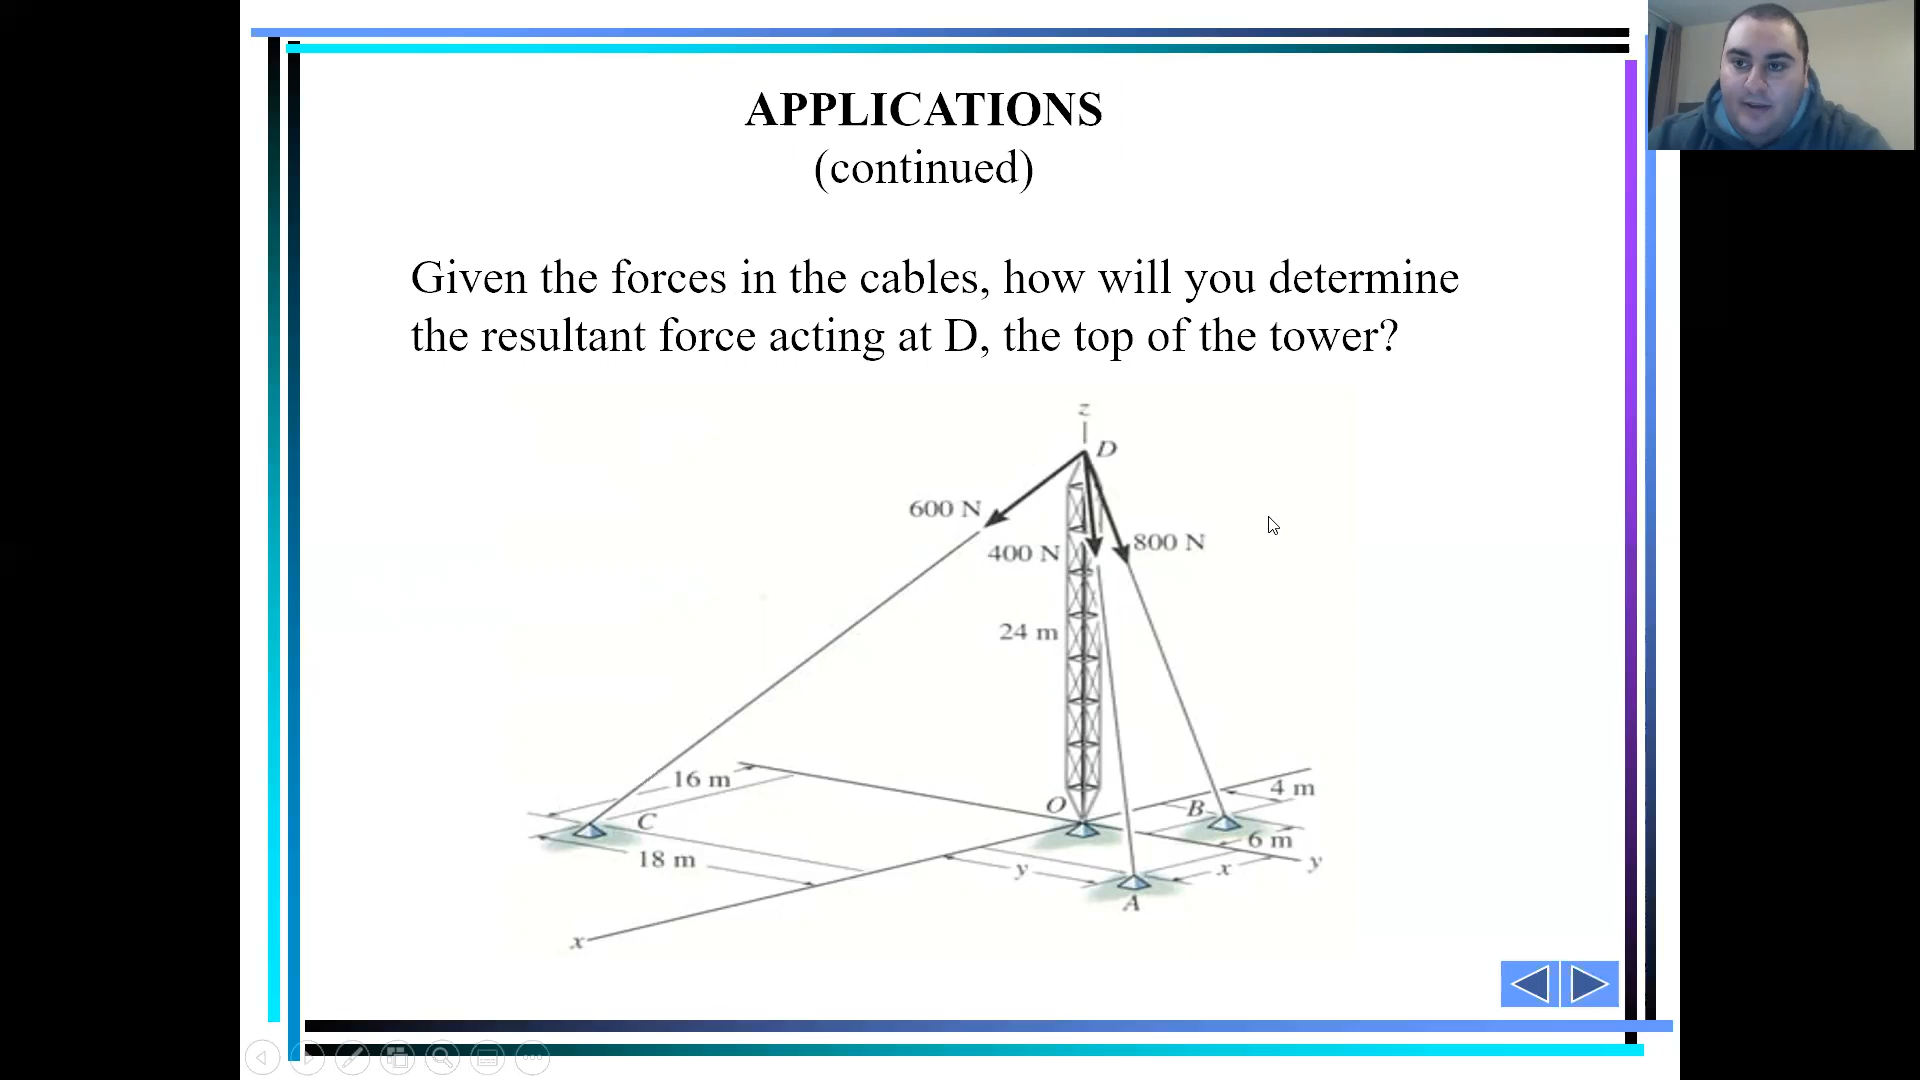 APPLICATIONS
(continued)
Given the forces in the cables, how will you determine
the resultant force acting at D, the top of the tower?
z
D
600 N
400 N
800 N
24 m
16 m
O
B
4 m
C
6 m
18 m
y
x
y
A
x